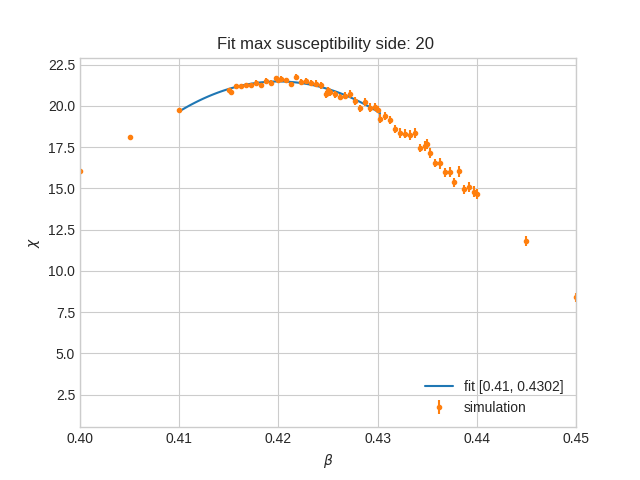 Fit max susceptibility side: 20
22.5
20.0
17.5
15.0
12.5
10.0
7.5
5.0
2.5
χ
0.40 0.41 0.42 0.43 0.44 0.45
β
fit [0.41, 0.4302]
simulation